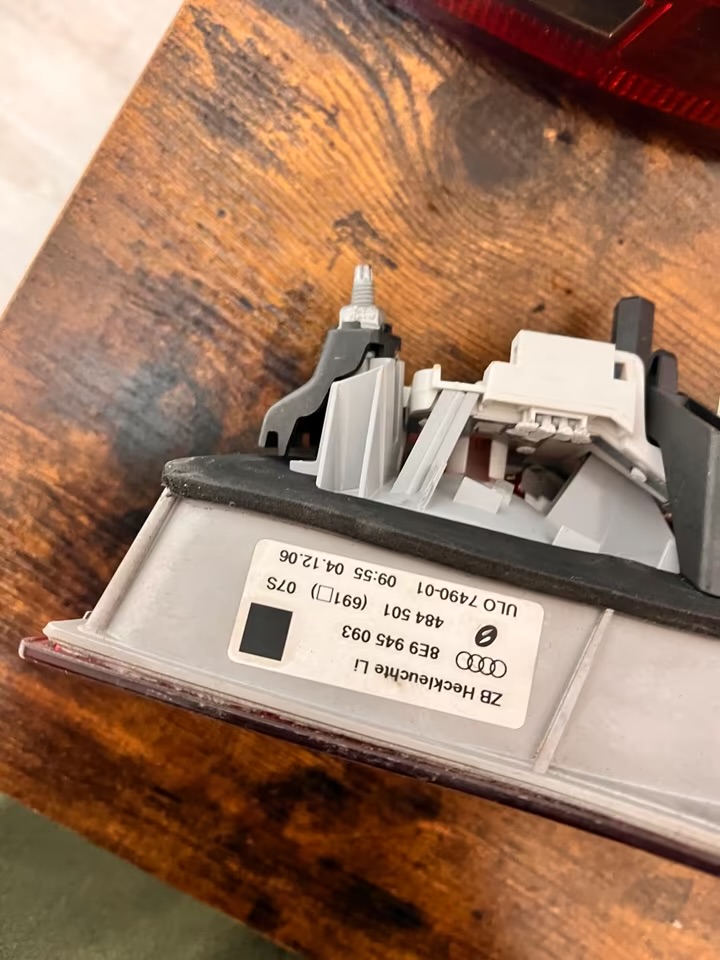 ZB Heckleuchte Li
8E9 945 093
484 501 (691□) 07S
ULO 7490-01 09:55 04.12.06